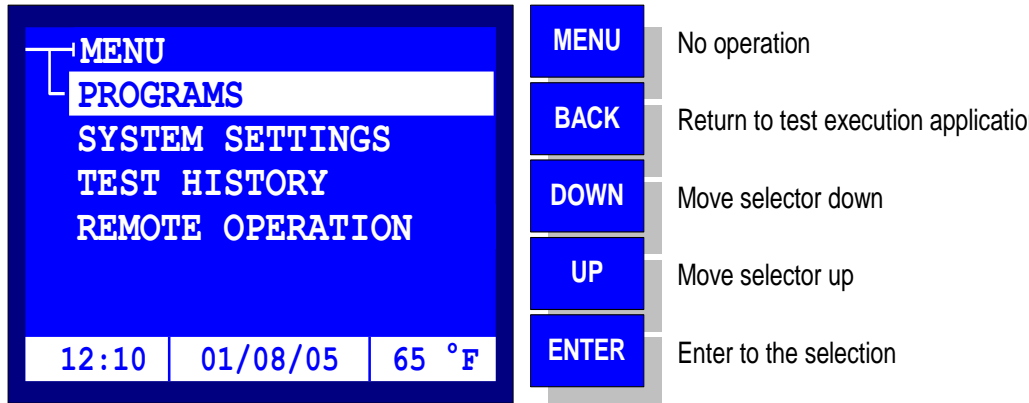 MENU
PROGRAMS
SYSTEM SETTINGS
TEST HISTORY
REMOTE OPERATION
12:10 01/08/05 65 °F
MENU No operation
BACK Return to test execution applicatio
DOWN Move selector down
UP Move selector up
ENTER Enter to the selection